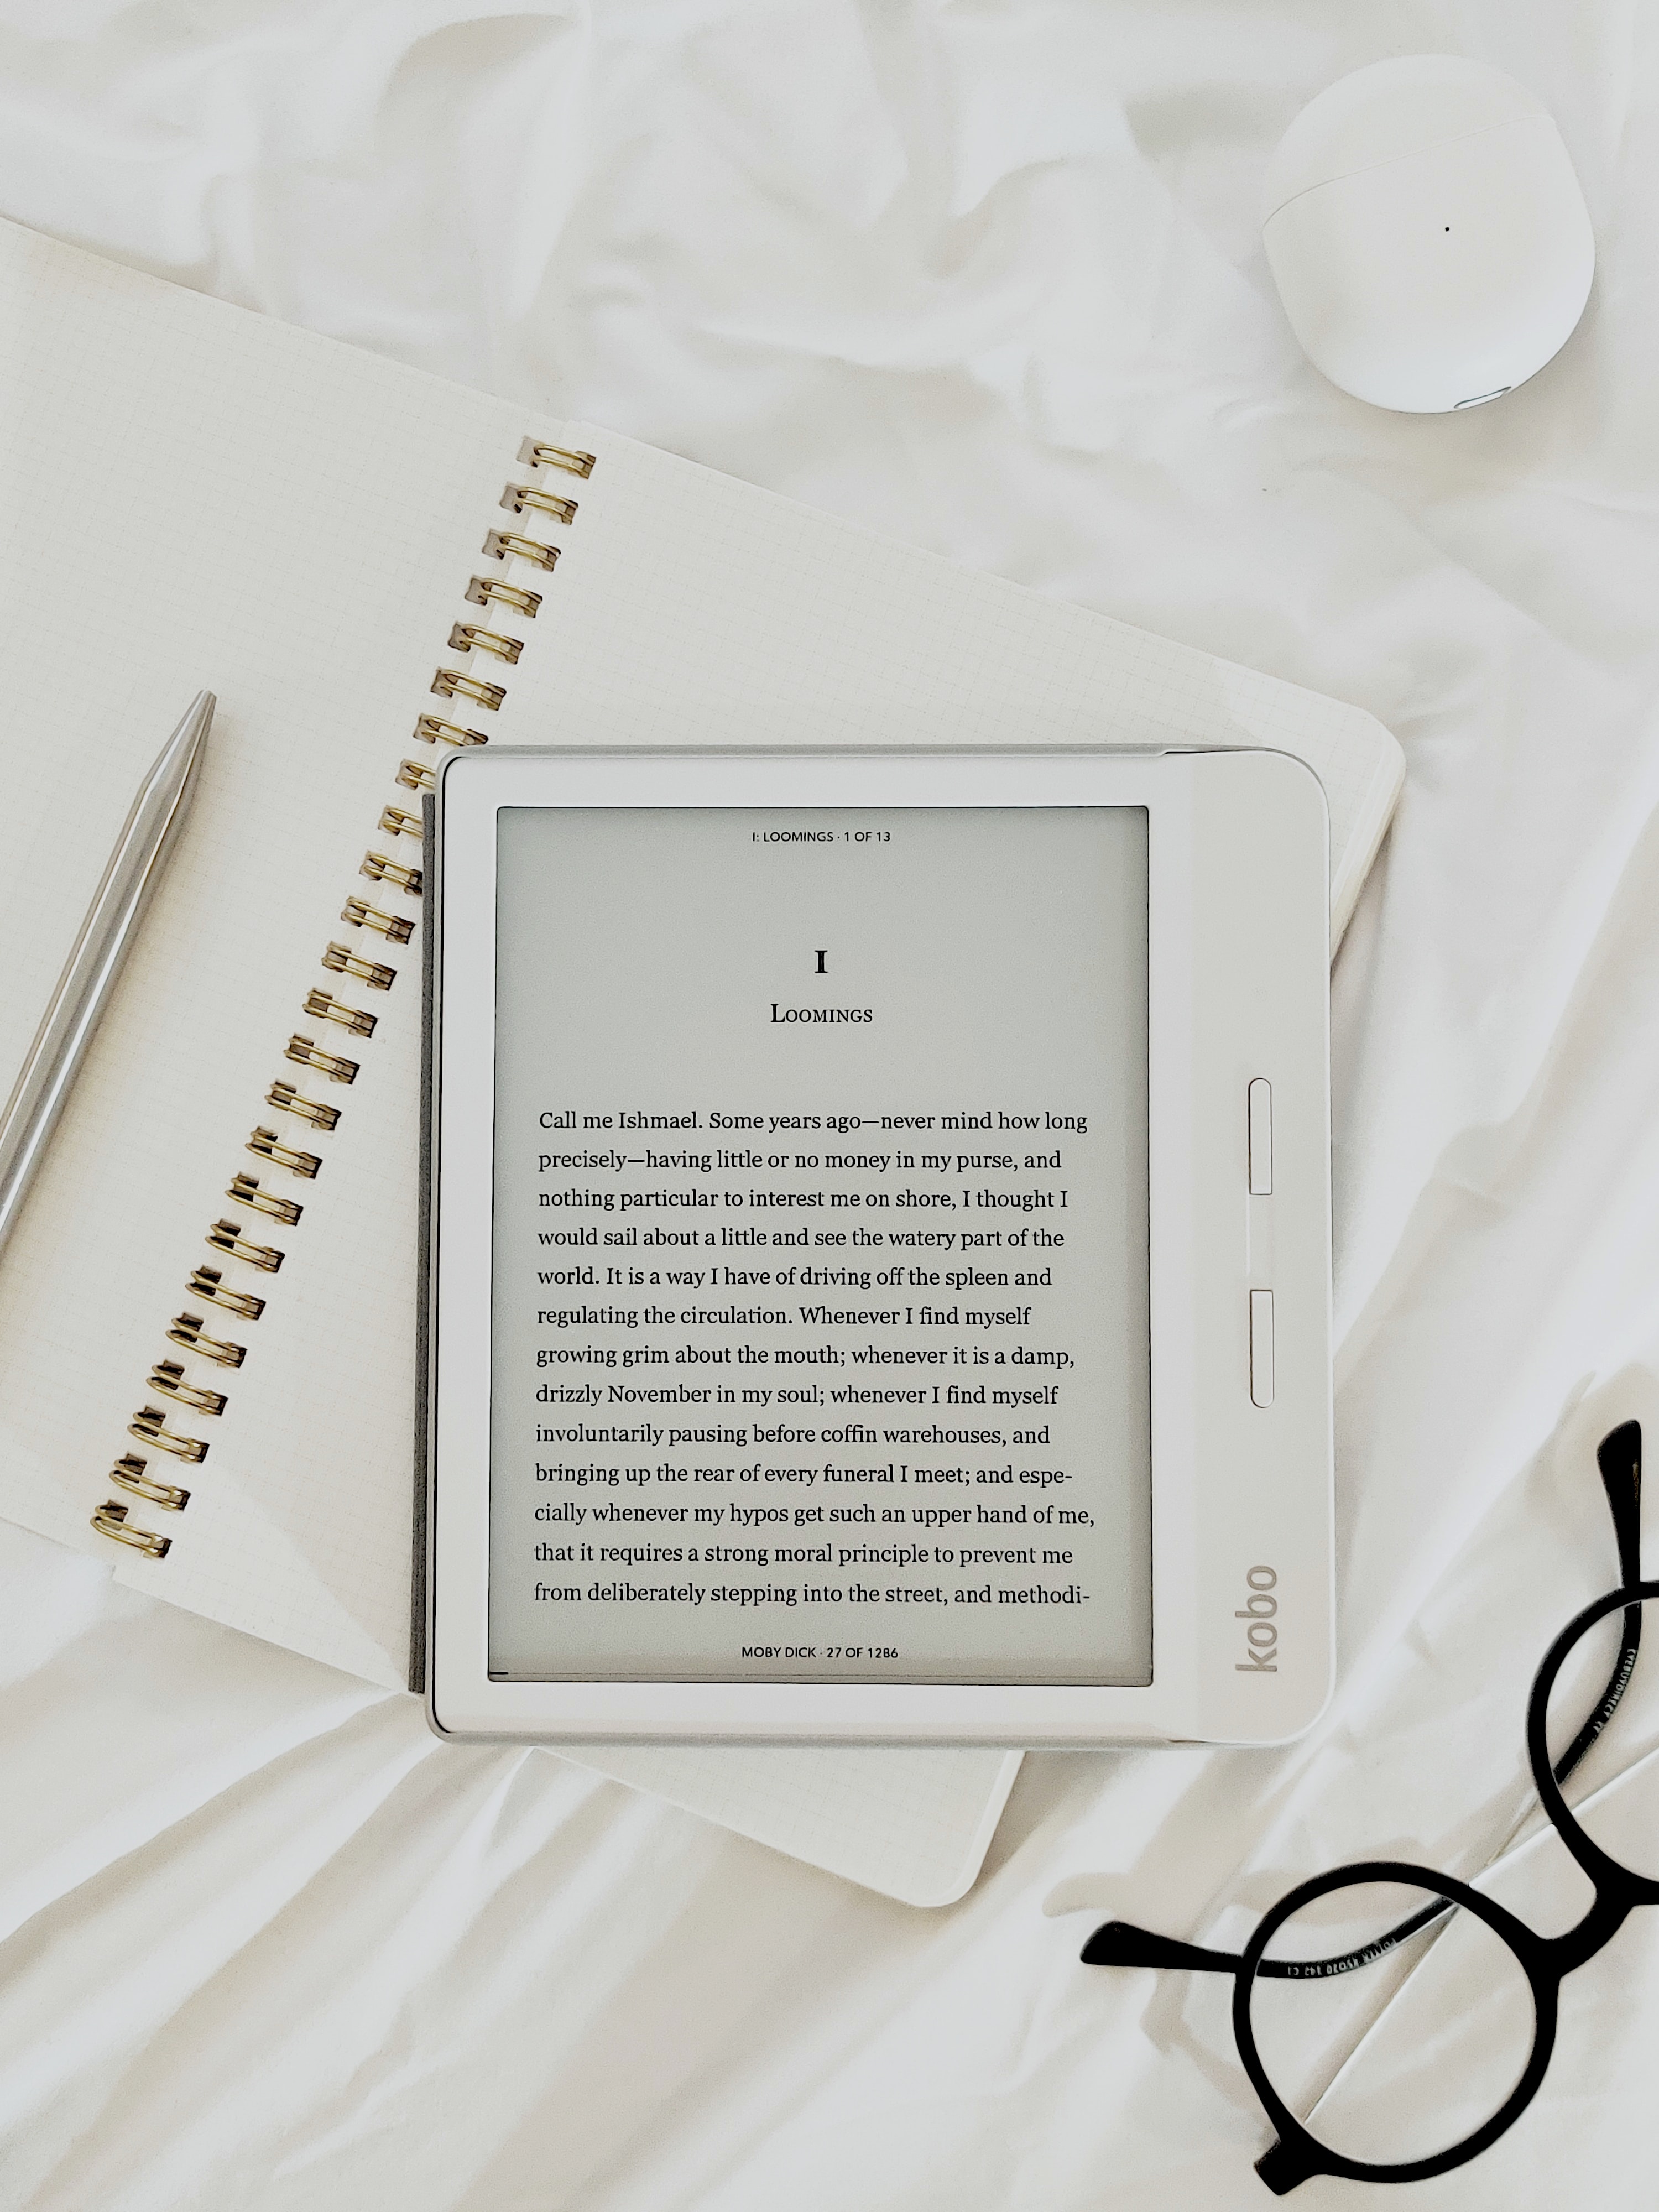 I: LOOMINGS · 1 OF 13
I
LOOMINGS
Call me Ishmael. Some years ago—never mind how long
precisely—having little or no money in my purse, and
nothing particular to interest me on shore, I thought I
would sail about a little and see the watery part of the
world. It is a way I have of driving off the spleen and
regulating the circulation. Whenever I find myself
growing grim about the mouth; whenever it is a damp,
drizzly November in my soul; whenever I find myself
involuntarily pausing before coffin warehouses, and
bringing up the rear of every funeral I meet; and espe-
cially whenever my hypos get such an upper hand of me,
that it requires a strong moral principle to prevent me
from deliberately stepping into the street, and methodi-
MOBY DICK · 27 OF 1286
kobo
142 C1